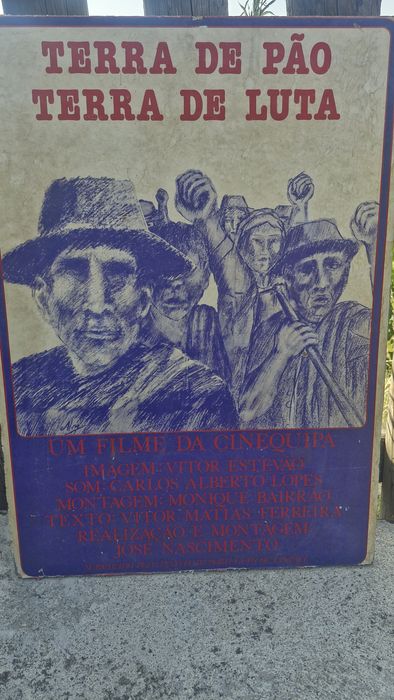 TERRA DE PÃO
TERRA DE LUTA
UM FILME DA CINEQUIPA
IMAGEM: VITOR ESTEVÃO
SOM: CARLOS ALBERTO LOPES
MONTAGEM: MONIQUE BAIRRÃO
TEXTO: VITOR MATIAS FERREIRA
REALIZAÇÃO E MONTAGEM:
JOSÉ NASCIMENTO